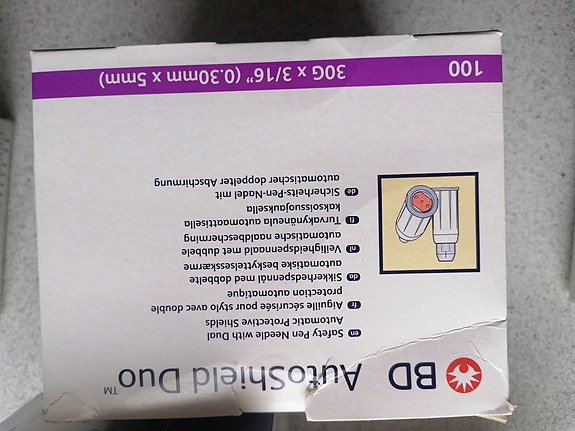 BD AutoShield Duo™
en Safety Pen Needle with Dual
Automatic Protective Shields
fr Aiguille sécurisée pour stylo avec double
protection automatique
da Sikkerhedspenål med dobbelte
automatiske beskyttelsesskærme
nl Veiligheidspennaald met dubbele
automatische naaldbescherming
fi Turvakynäneula automaattisella
kaksoissuojauksella
de Sicherheits-Pen-Nadel mit
automatischer doppelter Abschirmung
100 30G x 3/16" (0.30mm x 5mm)